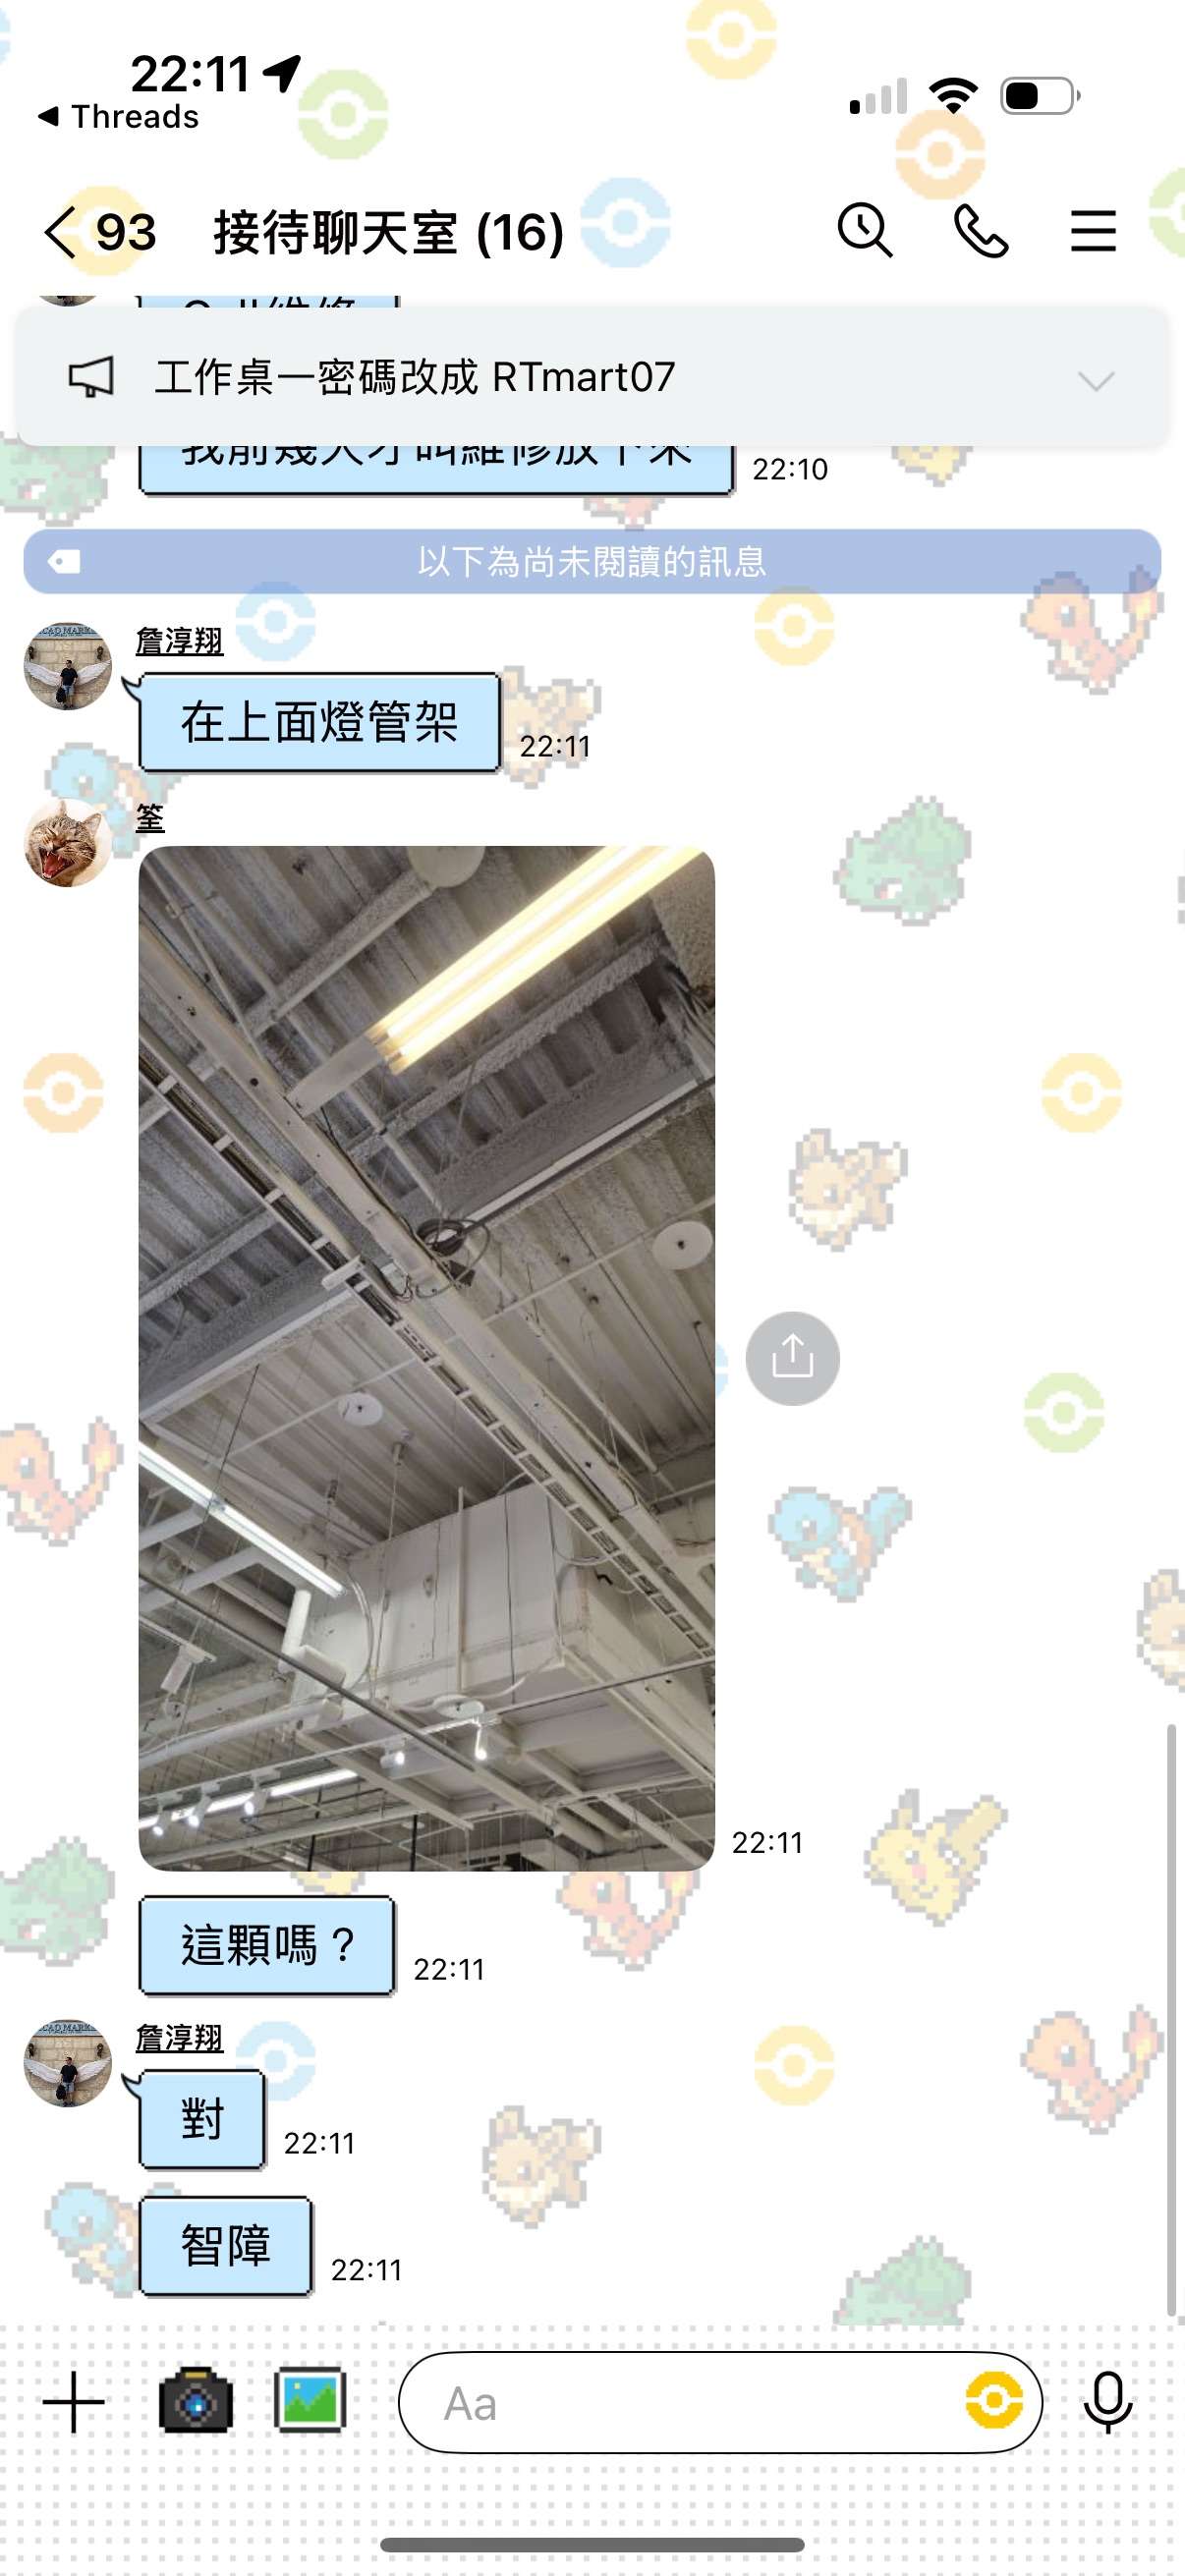 22:11
◀ Threads
93 接待聊天室 (16)
工作桌一密碼改成 RTmart07
22:10
以下為尚未閱讀的訊息
詹淳翔
在上面燈管架
22:11
筌
22:11
這顆嗎？
22:11
詹淳翔
對
22:11
智障
22:11
Aa